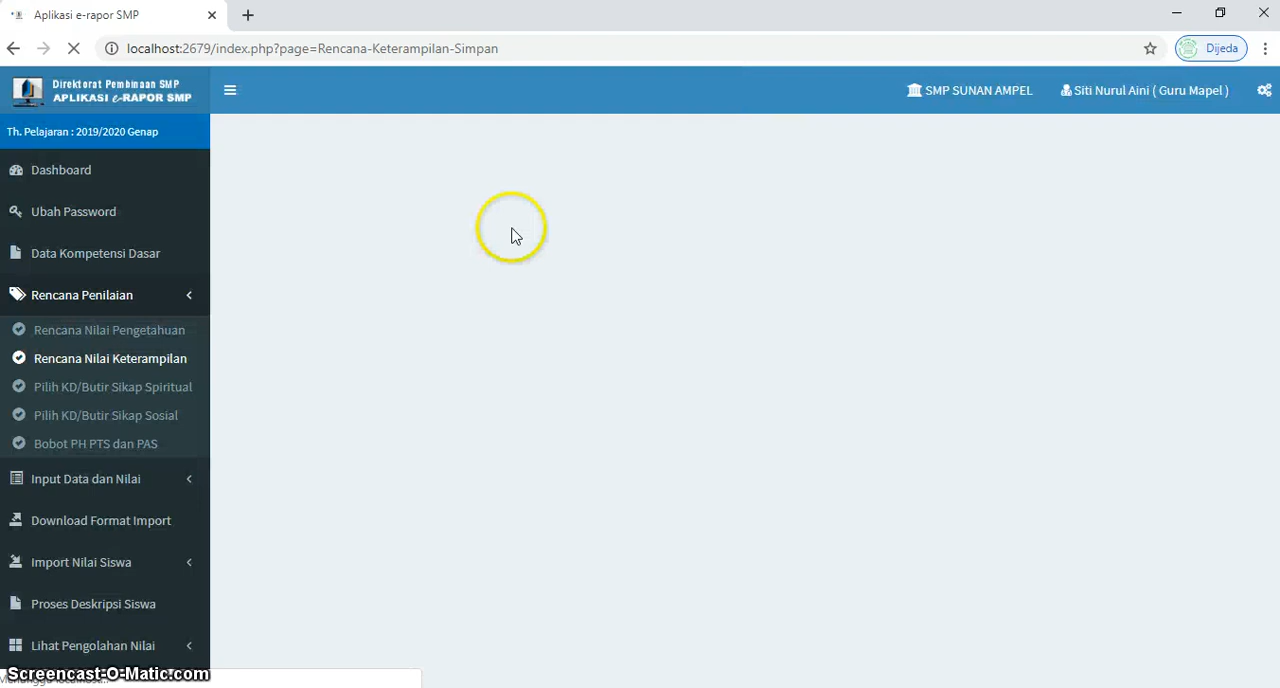 Aplikasi e-rapor SMP
localhost:2679/index.php?page=Rencana-Keterampilan-Simpan
Dijeda
Direktorat Pembinaan SMP
APLIKASI e-RAPOR SMP
SMP SUNAN AMPEL
Siti Nurul Aini ( Guru Mapel )
Th. Pelajaran : 2019/2020 Genap
Dashboard
Ubah Password
Data Kompetensi Dasar
Rencana Penilaian
Rencana Nilai Pengetahuan
Rencana Nilai Keterampilan
Pilih KD/Butir Sikap Spiritual
Pilih KD/Butir Sikap Sosial
Bobot PH PTS dan PAS
Input Data dan Nilai
Download Format Import
Import Nilai Siswa
Proses Deskripsi Siswa
Lihat Pengolahan Nilai
Screencast-O-Matic.com